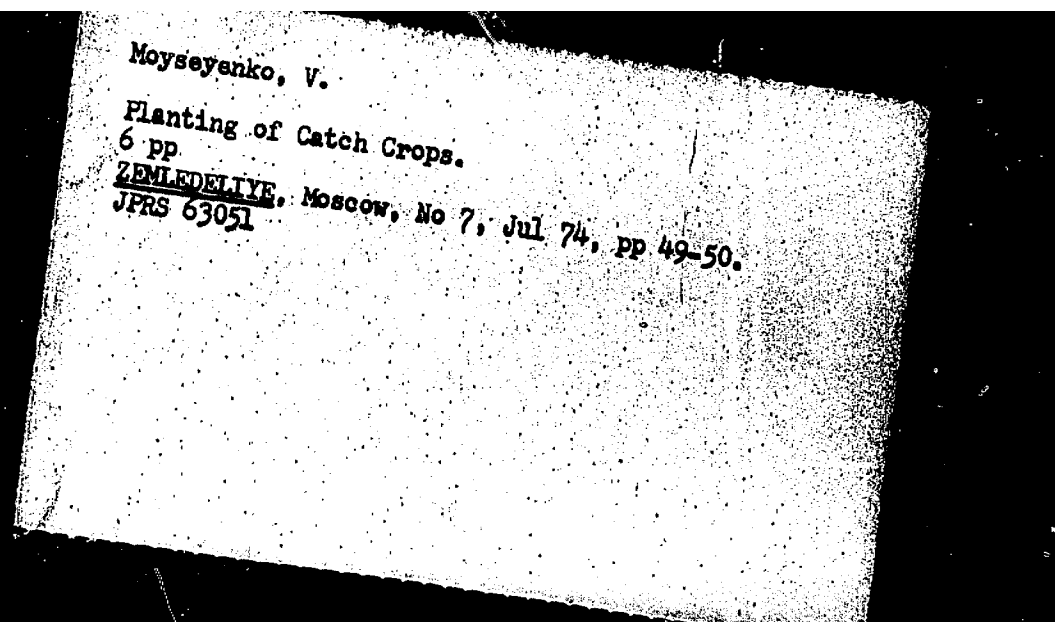 Moyseyenko, V.
Planting of Catch Crops.
6 pp
ZEMLEDELIYE, Moscow, No 7, Jul 74, pp 49-50.
JPRS 63051